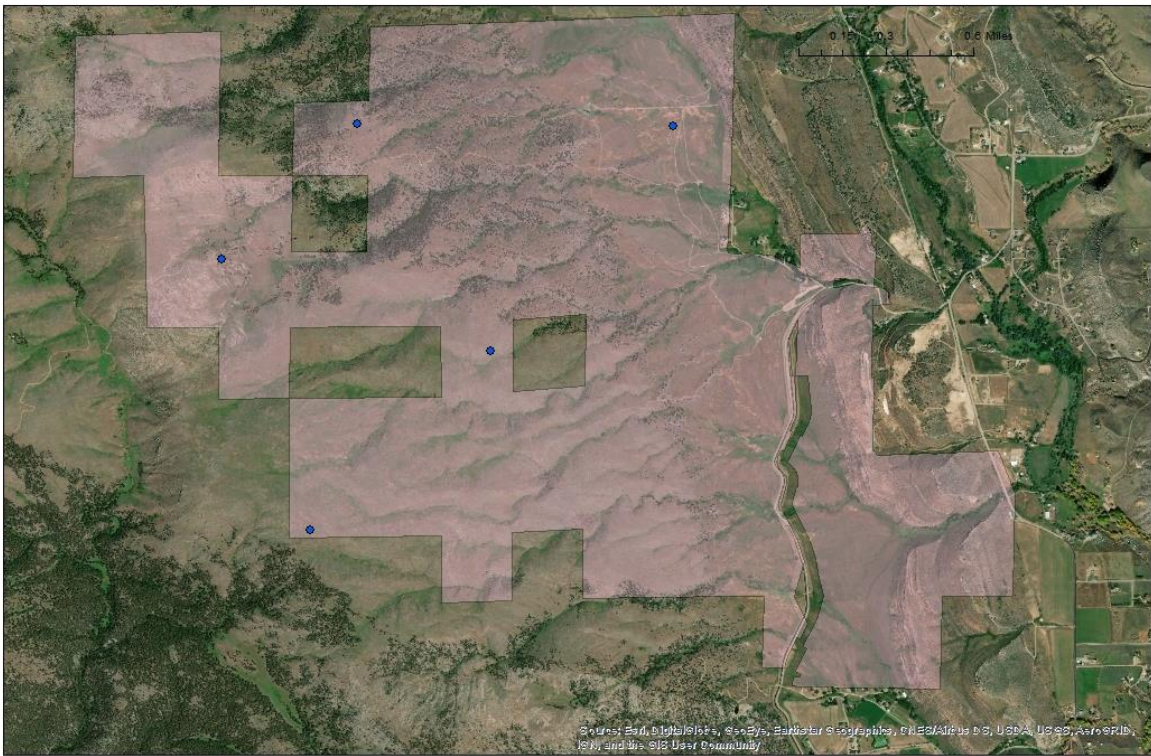 0 0.15 0.3 0.6 Miles
Source: Esri, DigitalGlobe, GeoEye, Earthstar Geographics, CNES/Airbus DS, USDA, USGS, AeroGRID,
IGN, and the GIS User Community